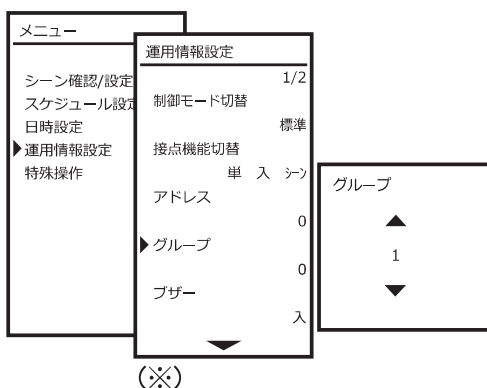 メニュー
シーン確認/設定
スケジュール設定
日時設定
運用情報設定
特殊操作
運用情報設定
1/2
制御モード切替
標準
接点機能切替
単 入 シーン
アドレス
0
グループ
0
ブザー
入
グループ
1
(※)